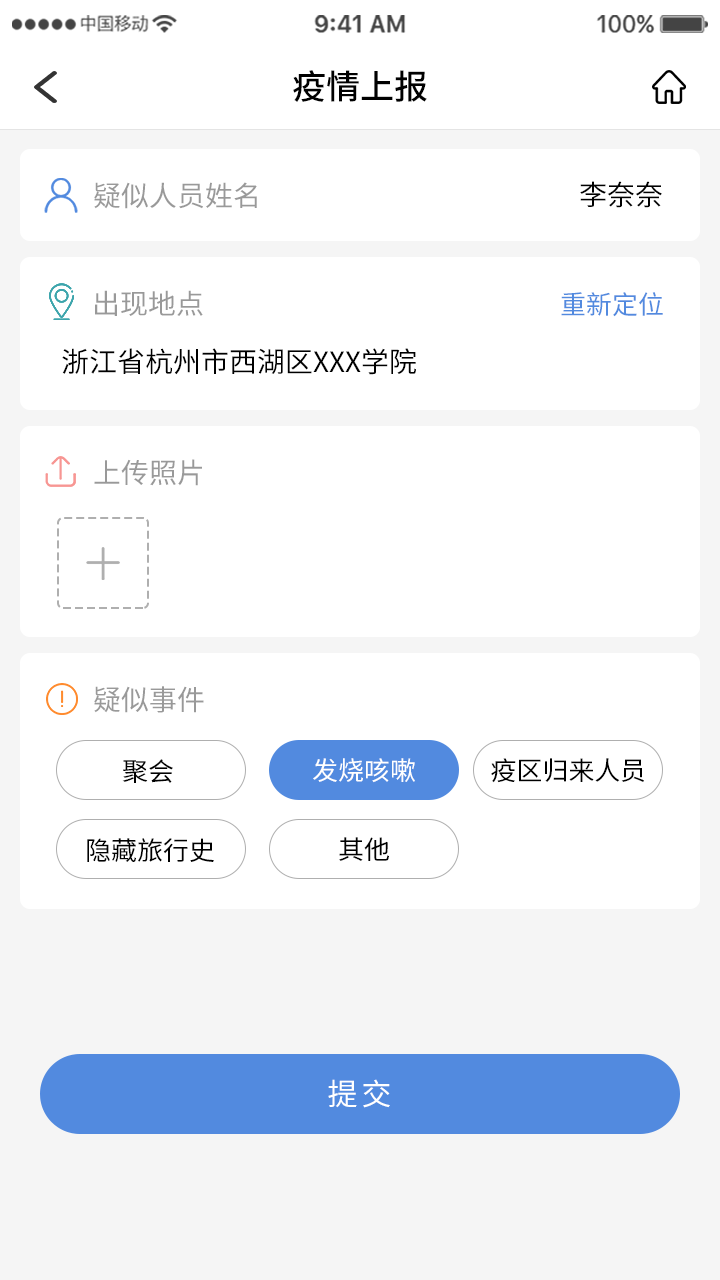 中国移动 9:41 AM 100%
疫情上报
疑似人员姓名 李奈奈
出现地点 重新定位
浙江省杭州市西湖区XXX学院
上传照片
疑似事件
聚会 发烧咳嗽 疫区归来人员
隐藏旅行史 其他
提交